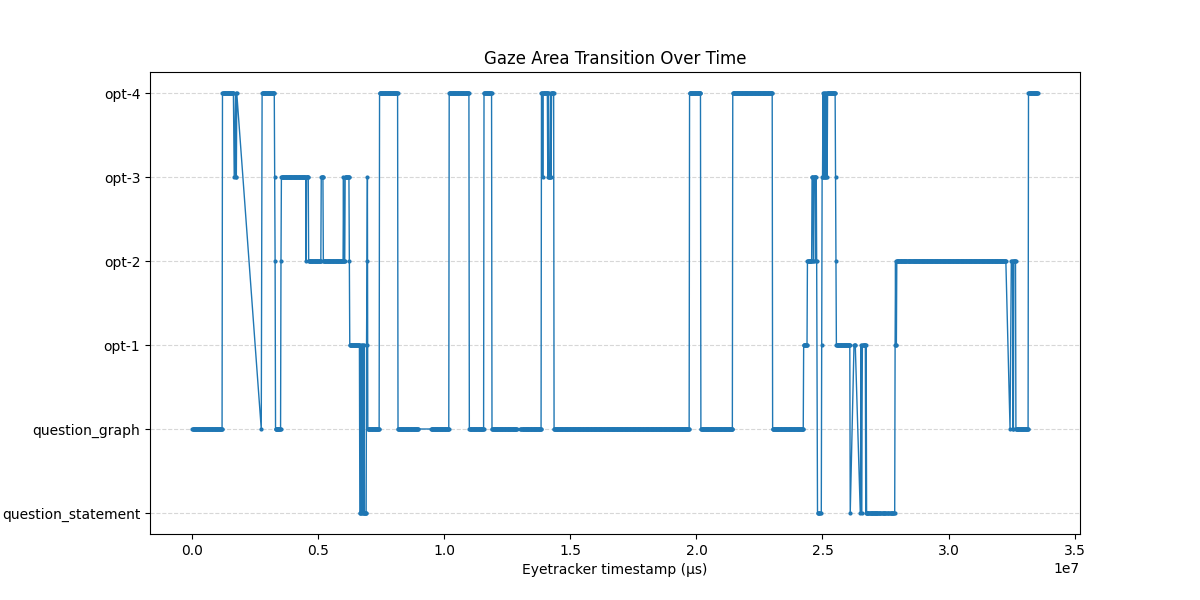 Gaze Area Transition Over Time
opt-4
opt-3
opt-2
opt-1
question_graph
question_statement
0.0 0.5 1.0 1.5 2.0 2.5 3.0 3.5
1e7
Eyetracker timestamp (μs)